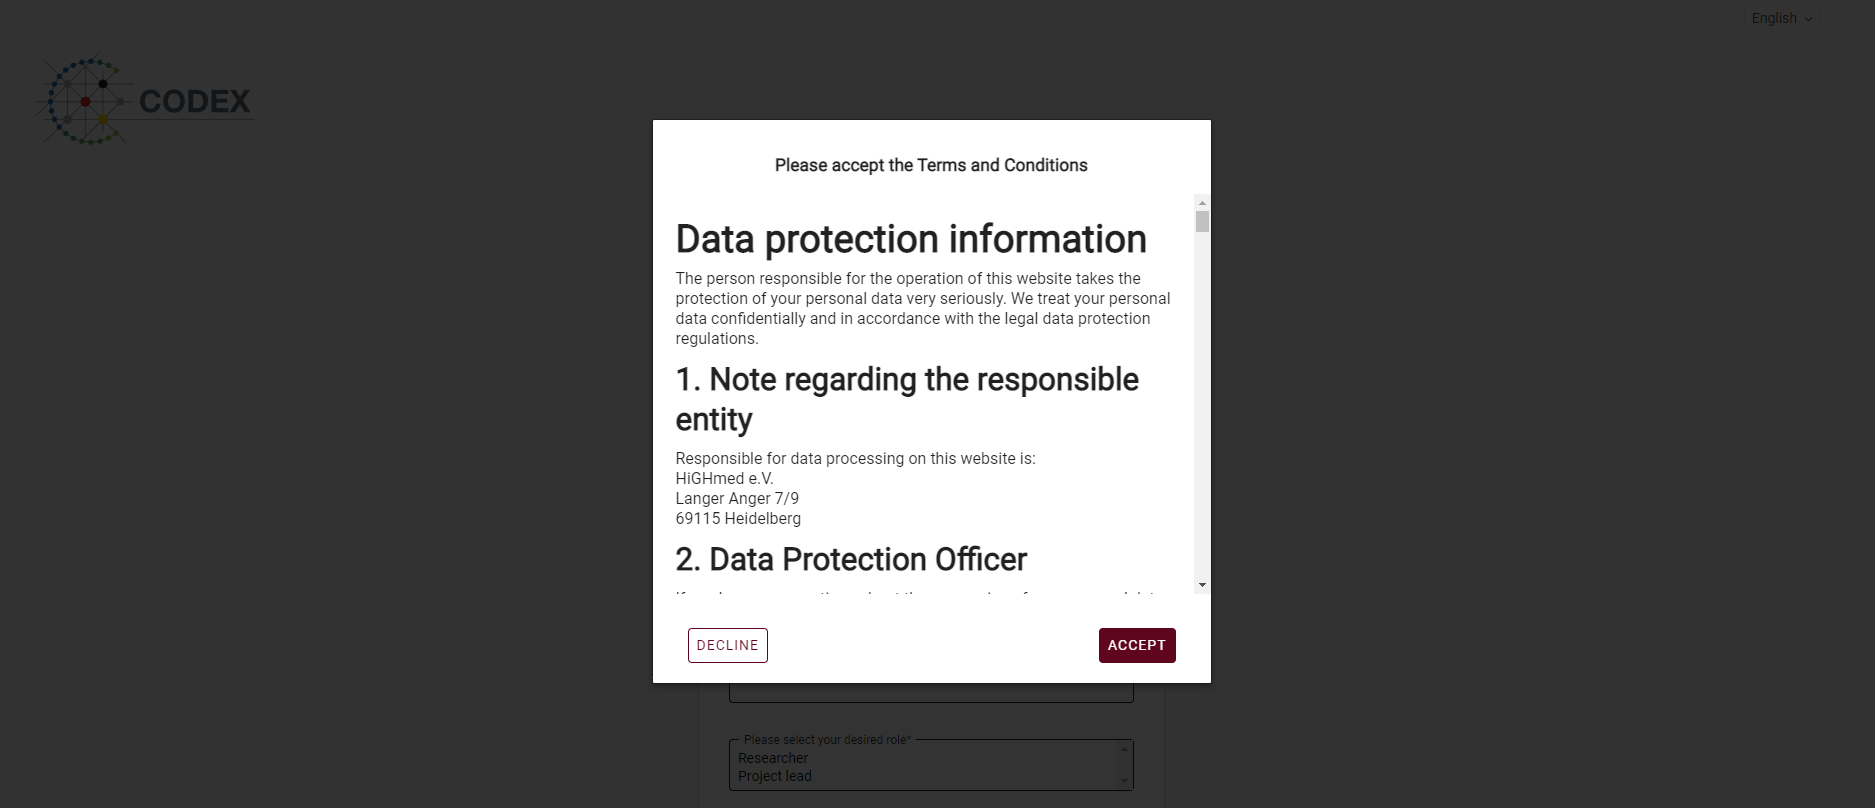 English
CODEX
Please accept the Terms and Conditions
Data protection information
The person responsible for the operation of this website takes the
protection of your personal data very seriously. We treat your personal
data confidentially and in accordance with the legal data protection
regulations.
1. Note regarding the responsible
entity
Responsible for data processing on this website is:
HiGHmed e.V.
Langer Anger 7/9
69115 Heidelberg
2. Data Protection Officer
DECLINE
ACCEPT
Please select your desired role*
Researcher
Project lead